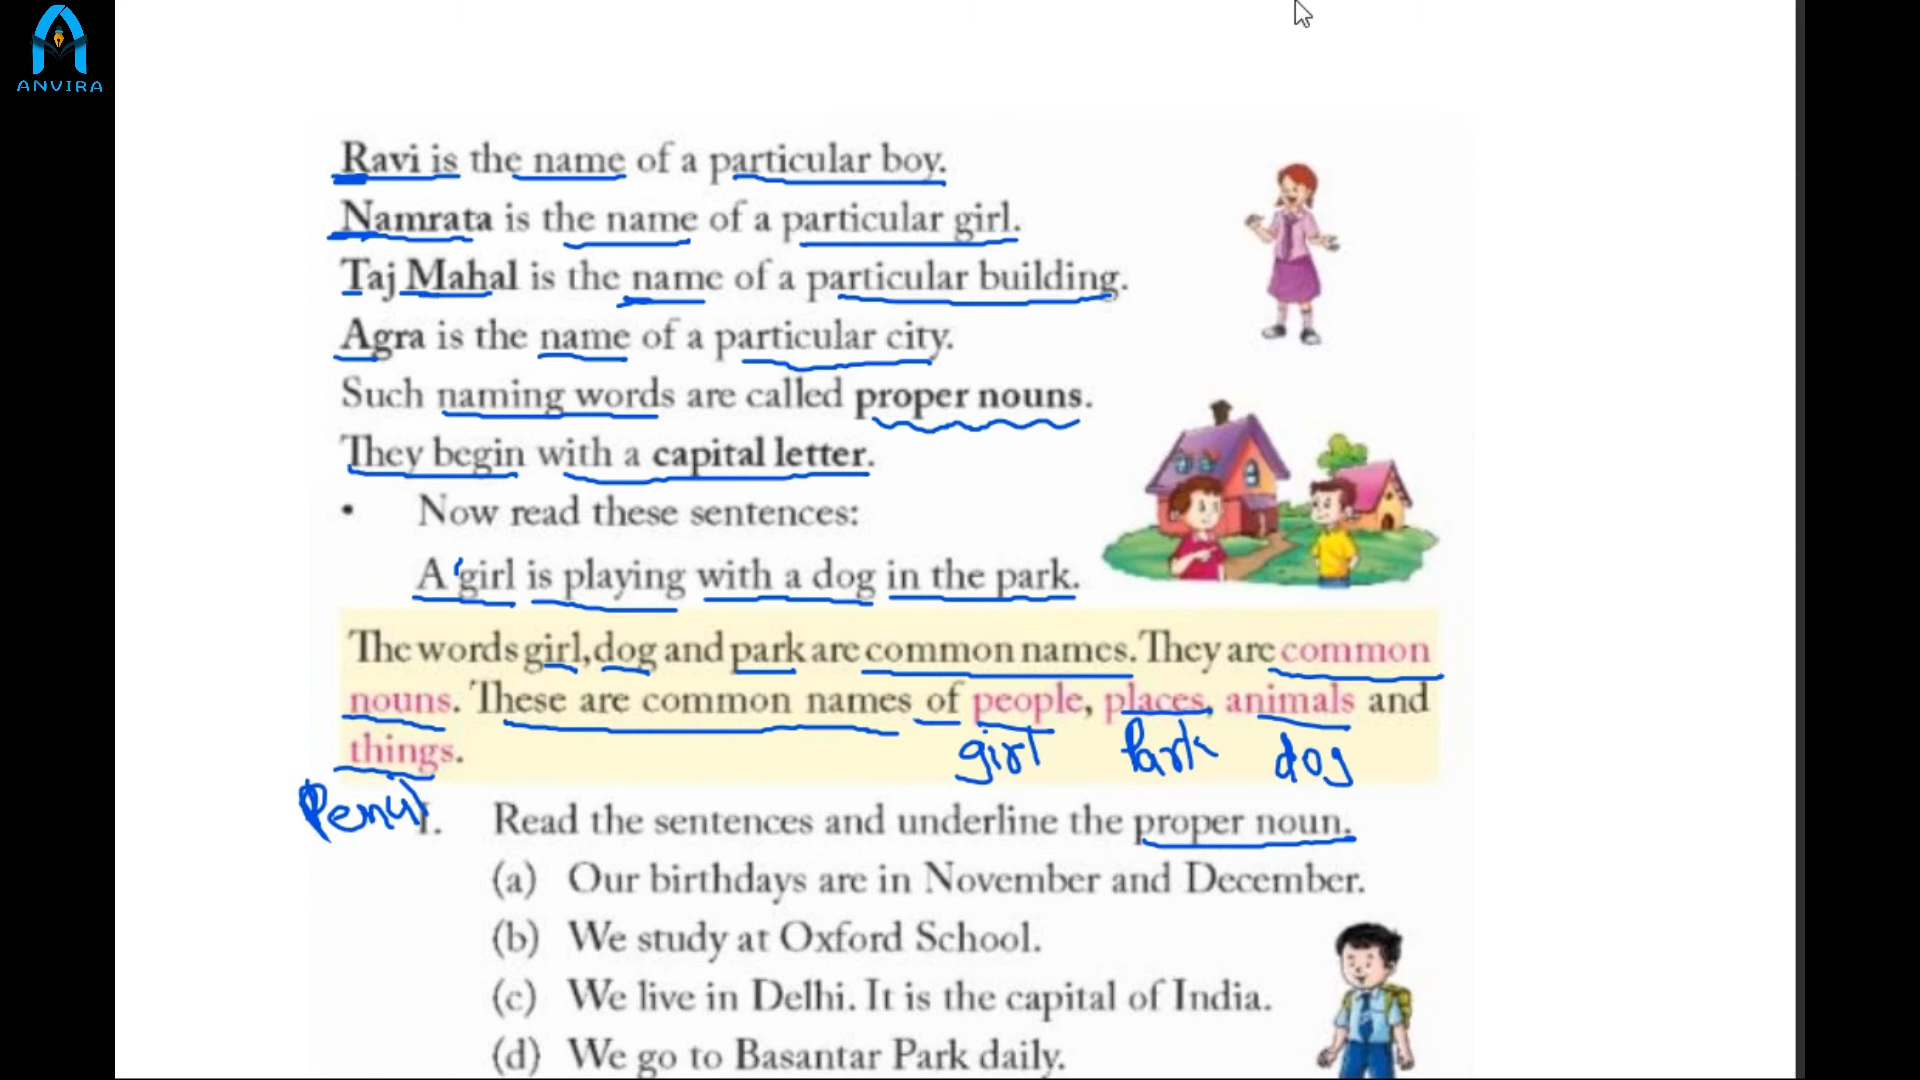 ANVIRA
Ravi is the name of a particular boy.
Namrata is the name of a particular girl.
Taj Mahal is the name of a particular building.
Agra is the name of a particular city.
Such naming words are called proper nouns.
They begin with a capital letter.
• Now read these sentences:
A girl is playing with a dog in the park.
The words girl, dog and park are common names. They are common
nouns. These are common names of people, places, animals and
things.
girl Park dog
I. Read the sentences and underline the proper noun.
(a) Our birthdays are in November and December.
(b) We study at Oxford School.
(c) We live in Delhi. It is the capital of India.
(d) We go to Basantar Park daily.